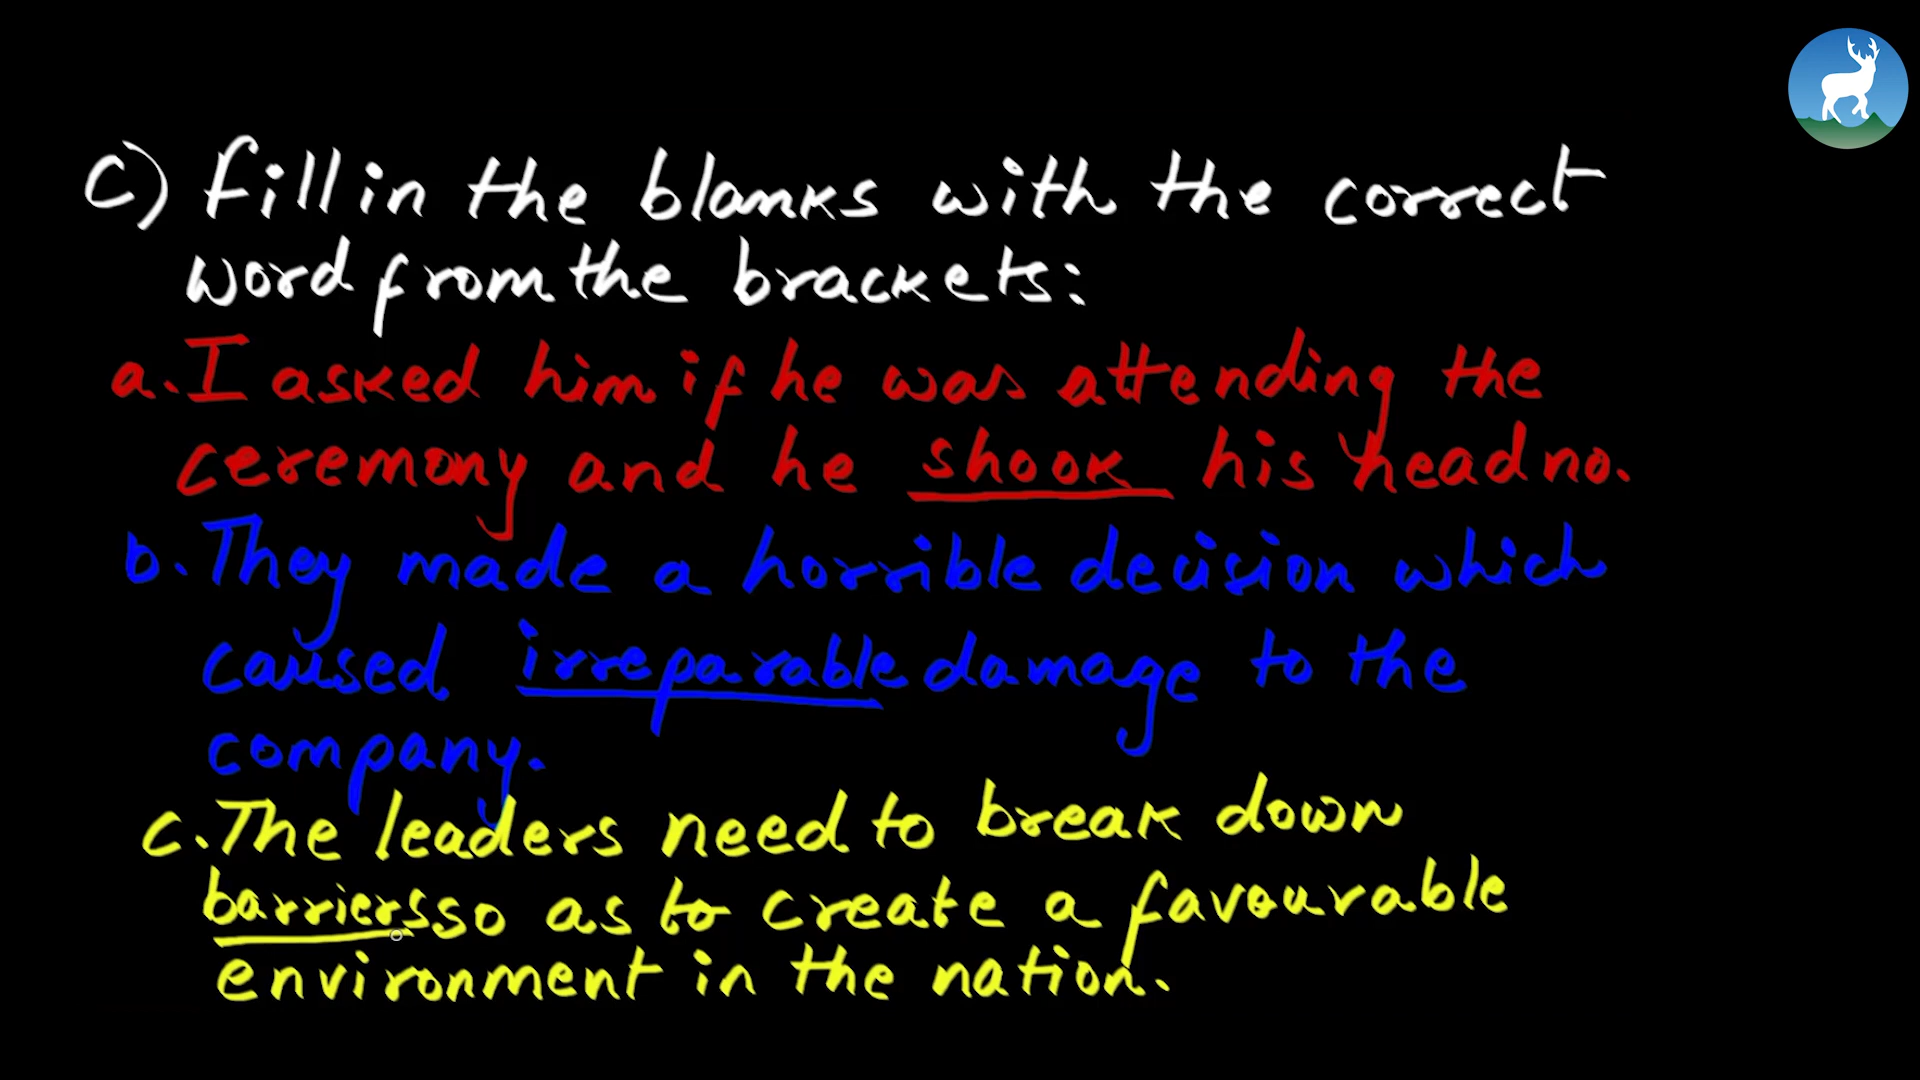 C) Fill in the blanks with the correct
word from the brackets:
a. I asked him if he was attending the
ceremony and he shook his head no.
b. They made a horrible decision which
caused irreparable damage to the
company.
c. The leaders need to break down
barriers so as to create a favourable
environment in the nation.